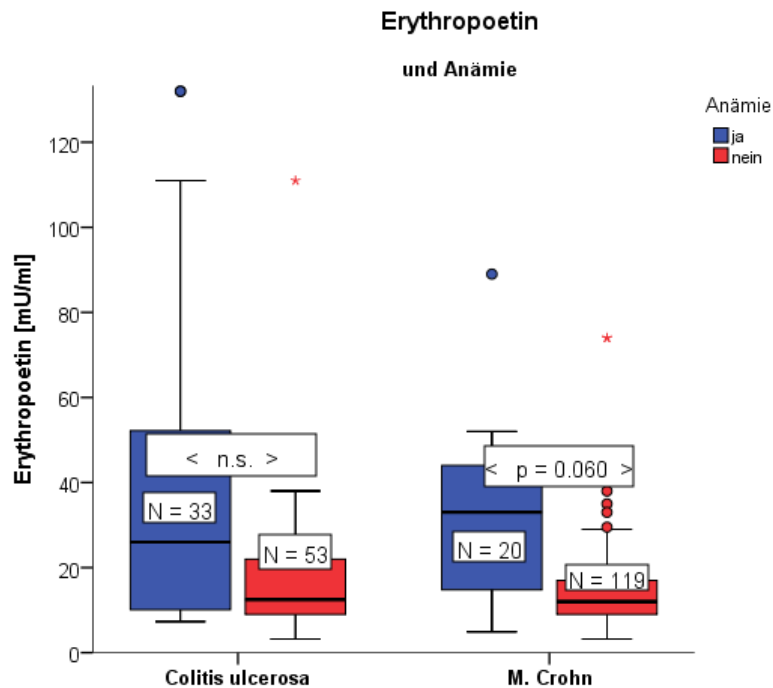 Erythropoetin
und Anämie
Anämie
ja
nein
Erythropoetin [mU/ml]
120
100
80
60
40
20
0
< n.s. >
< p = 0.060 >
N = 33
N = 53
N = 20
N = 119
Colitis ulcerosa
M. Crohn